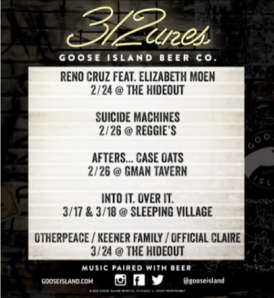 312unes
GOOSE ISLAND BEER CO.
RENO CRUZ FEAT. ELIZABETH MOEN
2/24 @ THE HIDEOUT
SUICIDE MACHINES
2/26 @ REGGIE'S
AFTERS... CASE OATS
2/26 @ GMAN TAVERN
INTO IT. OVER IT.
3/17 & 3/18 @ SLEEPING VILLAGE
OTHERPEACE / KEENER FAMILY / OFFICIAL CLAIRE
3/24 @ THE HIDEOUT
MUSIC PAIRED WITH BEER
GOOSEISLAND.COM @gooseisland